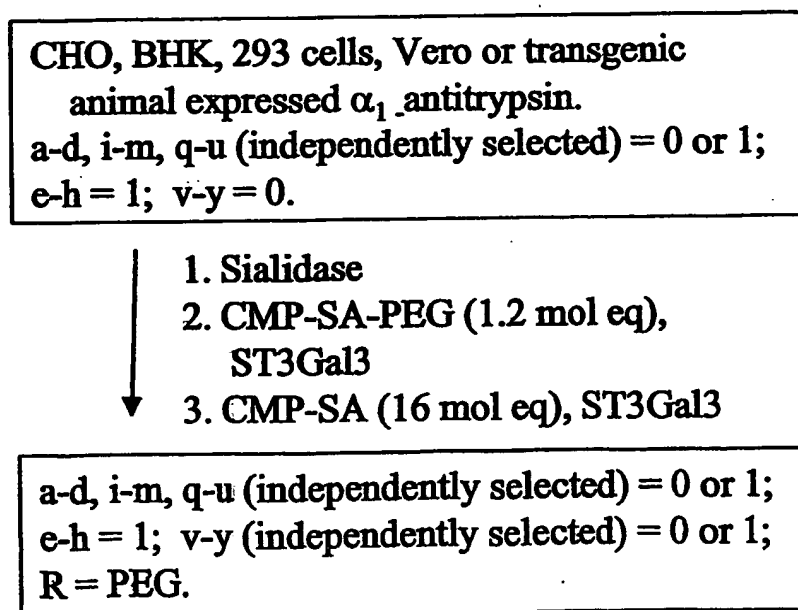 CHO, BHK, 293 cells, Vero or transgenic
animal expressed α₁ antitrypsin.
a-d, i-m, q-u (independently selected) = 0 or 1;
e-h = 1; v-y = 0.
1. Sialidase
2. CMP-SA-PEG (1.2 mol eq),
ST3Gal3
3. CMP-SA (16 mol eq), ST3Gal3
a-d, i-m, q-u (independently selected) = 0 or 1;
e-h = 1; v-y (independently selected) = 0 or 1;
R = PEG.